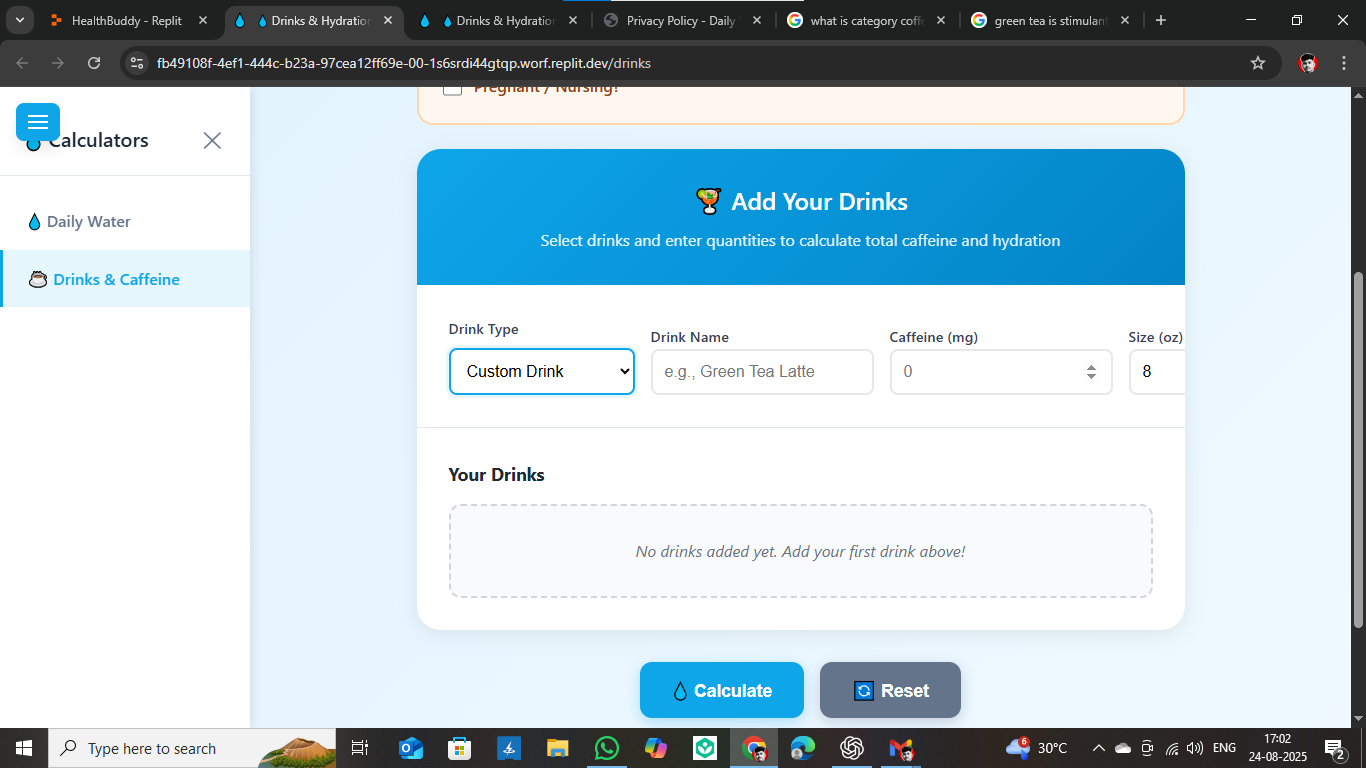 HealthBuddy - Replit
Drinks & Hydration
Drinks & Hydration
Privacy Policy - Daily
what is category coffe
green tea is stimulant
fb49108f-4ef1-444c-b23a-97cea12ff69e-00-1s6srdi44gtqp.worf.replit.dev/drinks
Calculators
Daily Water
Drinks & Caffeine
Pregnant / Nursing?
Add Your Drinks
Select drinks and enter quantities to calculate total caffeine and hydration
Drink Type
Drink Name
Caffeine (mg)
Size (oz)
Custom Drink
e.g., Green Tea Latte
0
8
Your Drinks
No drinks added yet. Add your first drink above!
Calculate
Reset
Type here to search
6
30°C
ENG
17:02
24-08-2025
2